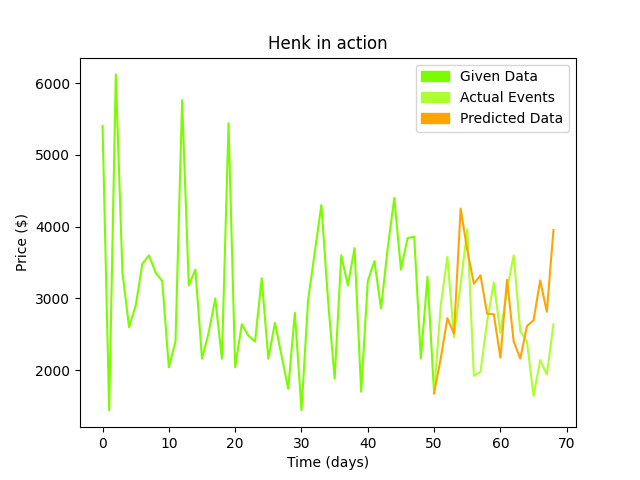 Henk in action
Given Data
Actual Events
Predicted Data
Price ($)
6000
5000
4000
3000
2000
0 10 20 30 40 50 60 70
Time (days)